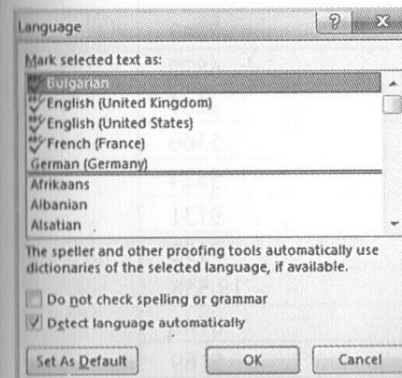 Language
Mark selected text as:
Bulgarian
English (United Kingdom)
English (United States)
French (France)
German (Germany)
Afrikaans
Albanian
Alsatian
The speller and other proofing tools automatically use
dictionaries of the selected language, if available.
Do not check spelling or grammar
Detect language automatically
Set As Default
OK
Cancel